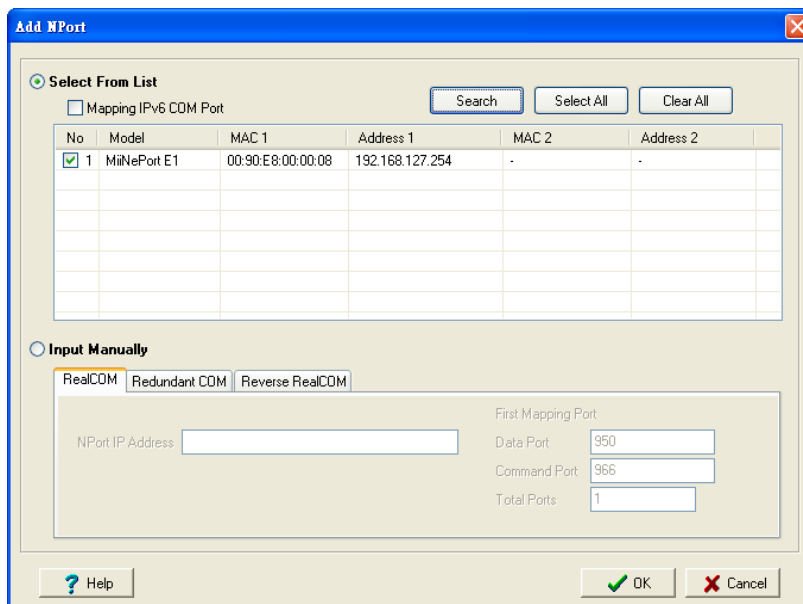 Add NPort
Select From List
Mapping IPv6 COM Port
Search
Select All
Clear All
No Model MAC 1 Address 1 MAC 2 Address 2
1 MiiNePort E1 00:90:E8:00:00:08 192.168.127.254 - -
Input Manually
RealCOM Redundant COM Reverse RealCOM
First Mapping Port
NPort IP Address
Data Port 950
Command Port 966
Total Ports 1
? Help
OK
Cancel